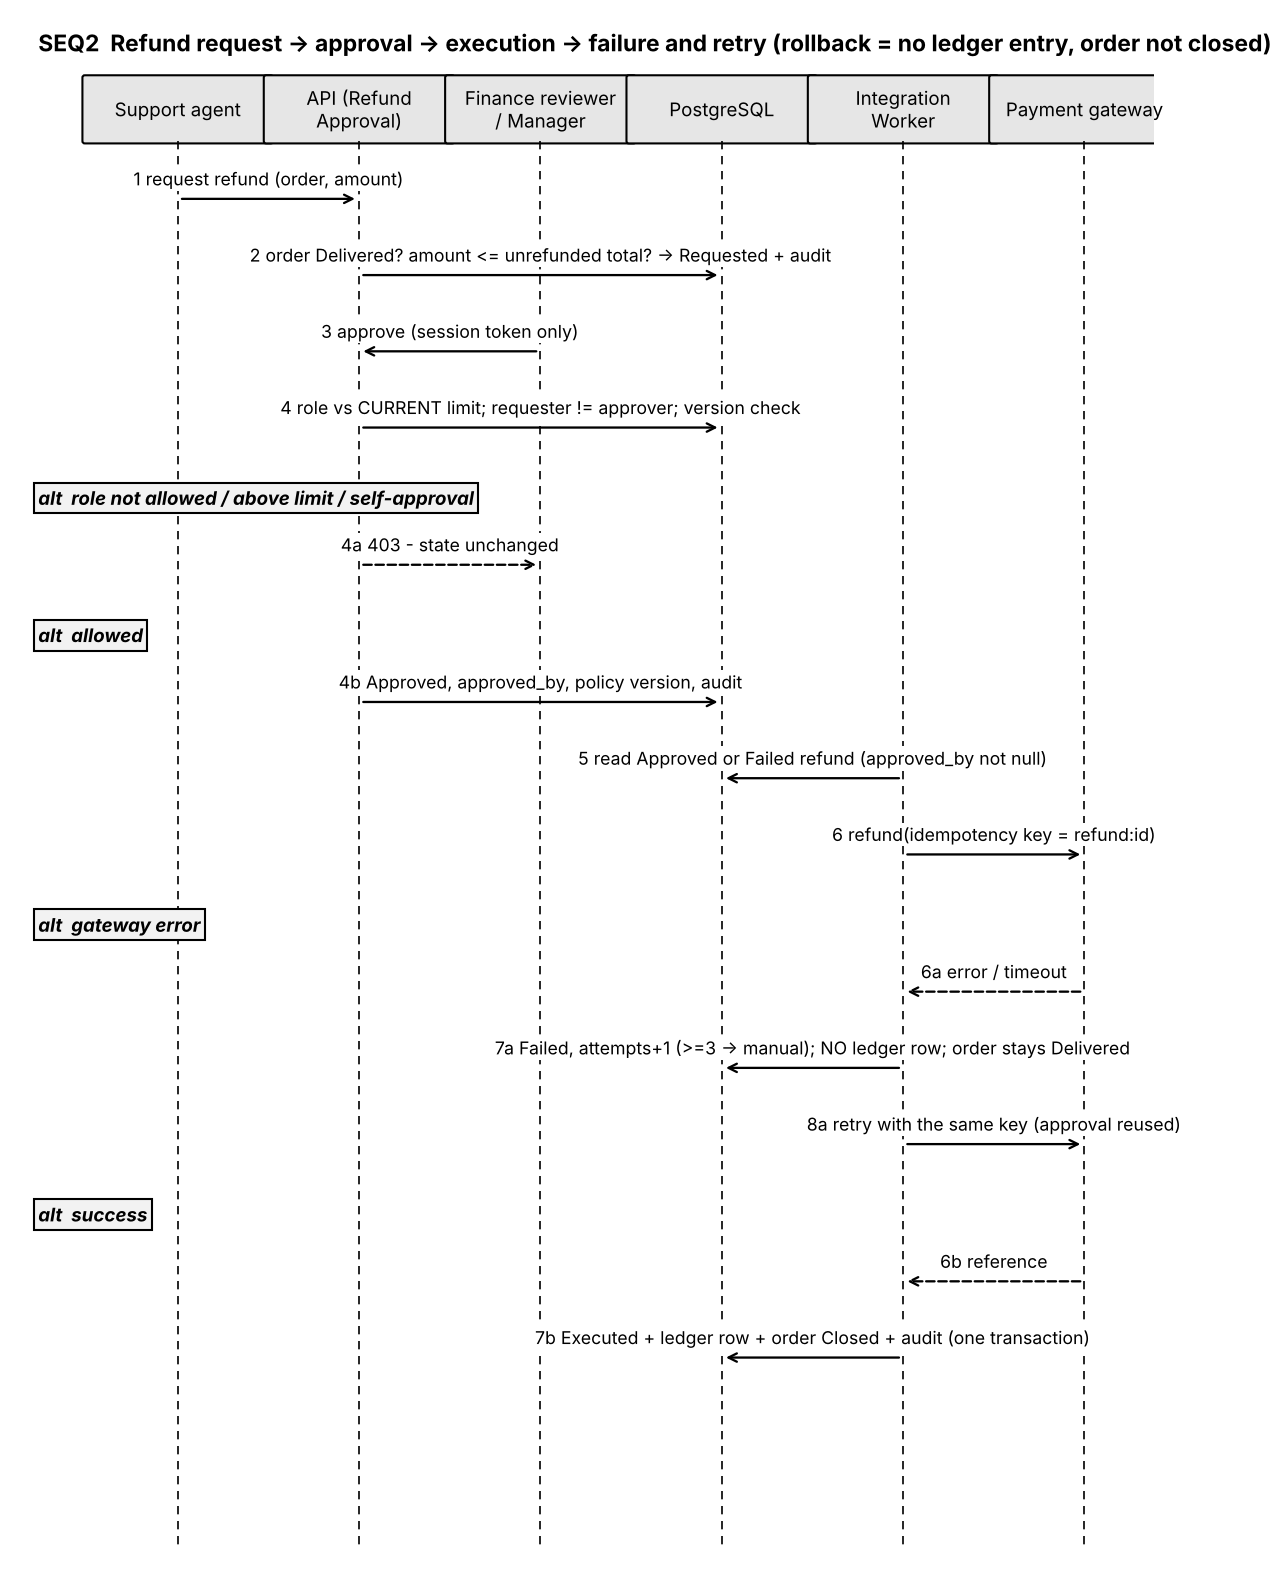 SEQ2 Refund request → approval → execution → failure and retry (rollback = no ledger entry, order not closed)
Support agent
API (Refund
Approval)
Finance reviewer
/ Manager
PostgreSQL
Integration
Worker
Payment gateway
1 request refund (order, amount)
2 order Delivered? amount <= unrefunded total? → Requested + audit
3 approve (session token only)
4 role vs CURRENT limit; requester != approver; version check
alt role not allowed / above limit / self-approval
4a 403 - state unchanged
alt allowed
4b Approved, approved_by, policy version, audit
5 read Approved or Failed refund (approved_by not null)
6 refund(idempotency key = refund:id)
alt gateway error
6a error / timeout
7a Failed, attempts+1 (>=3 → manual); NO ledger row; order stays Delivered
8a retry with the same key (approval reused)
alt success
6b reference
7b Executed + ledger row + order Closed + audit (one transaction)